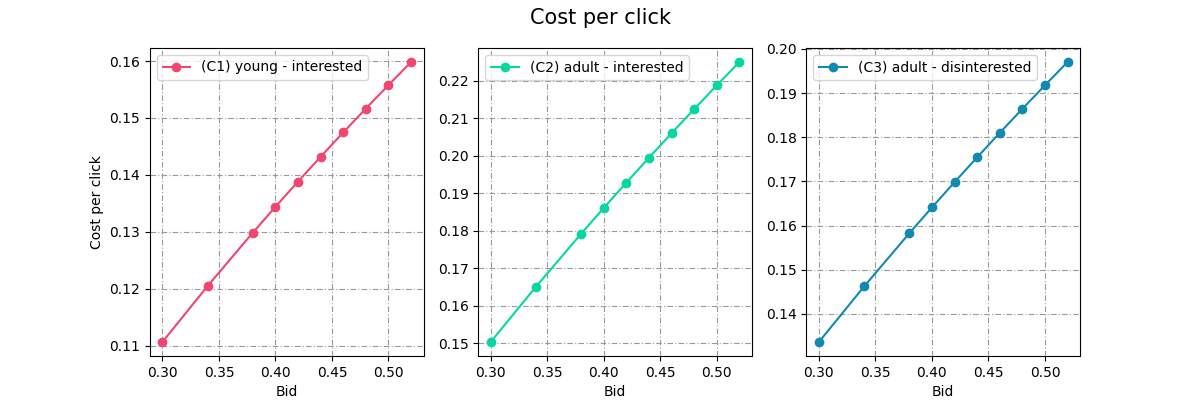 Cost per click
(C1) young - interested
0.16
0.15
0.14
0.13
0.12
0.11
Cost per click
0.30 0.35 0.40 0.45 0.50
Bid
(C2) adult - interested
0.22
0.21
0.20
0.19
0.18
0.17
0.16
0.15
0.30 0.35 0.40 0.45 0.50
Bid
(C3) adult - disinterested
0.20
0.19
0.18
0.17
0.16
0.15
0.14
0.30 0.35 0.40 0.45 0.50
Bid